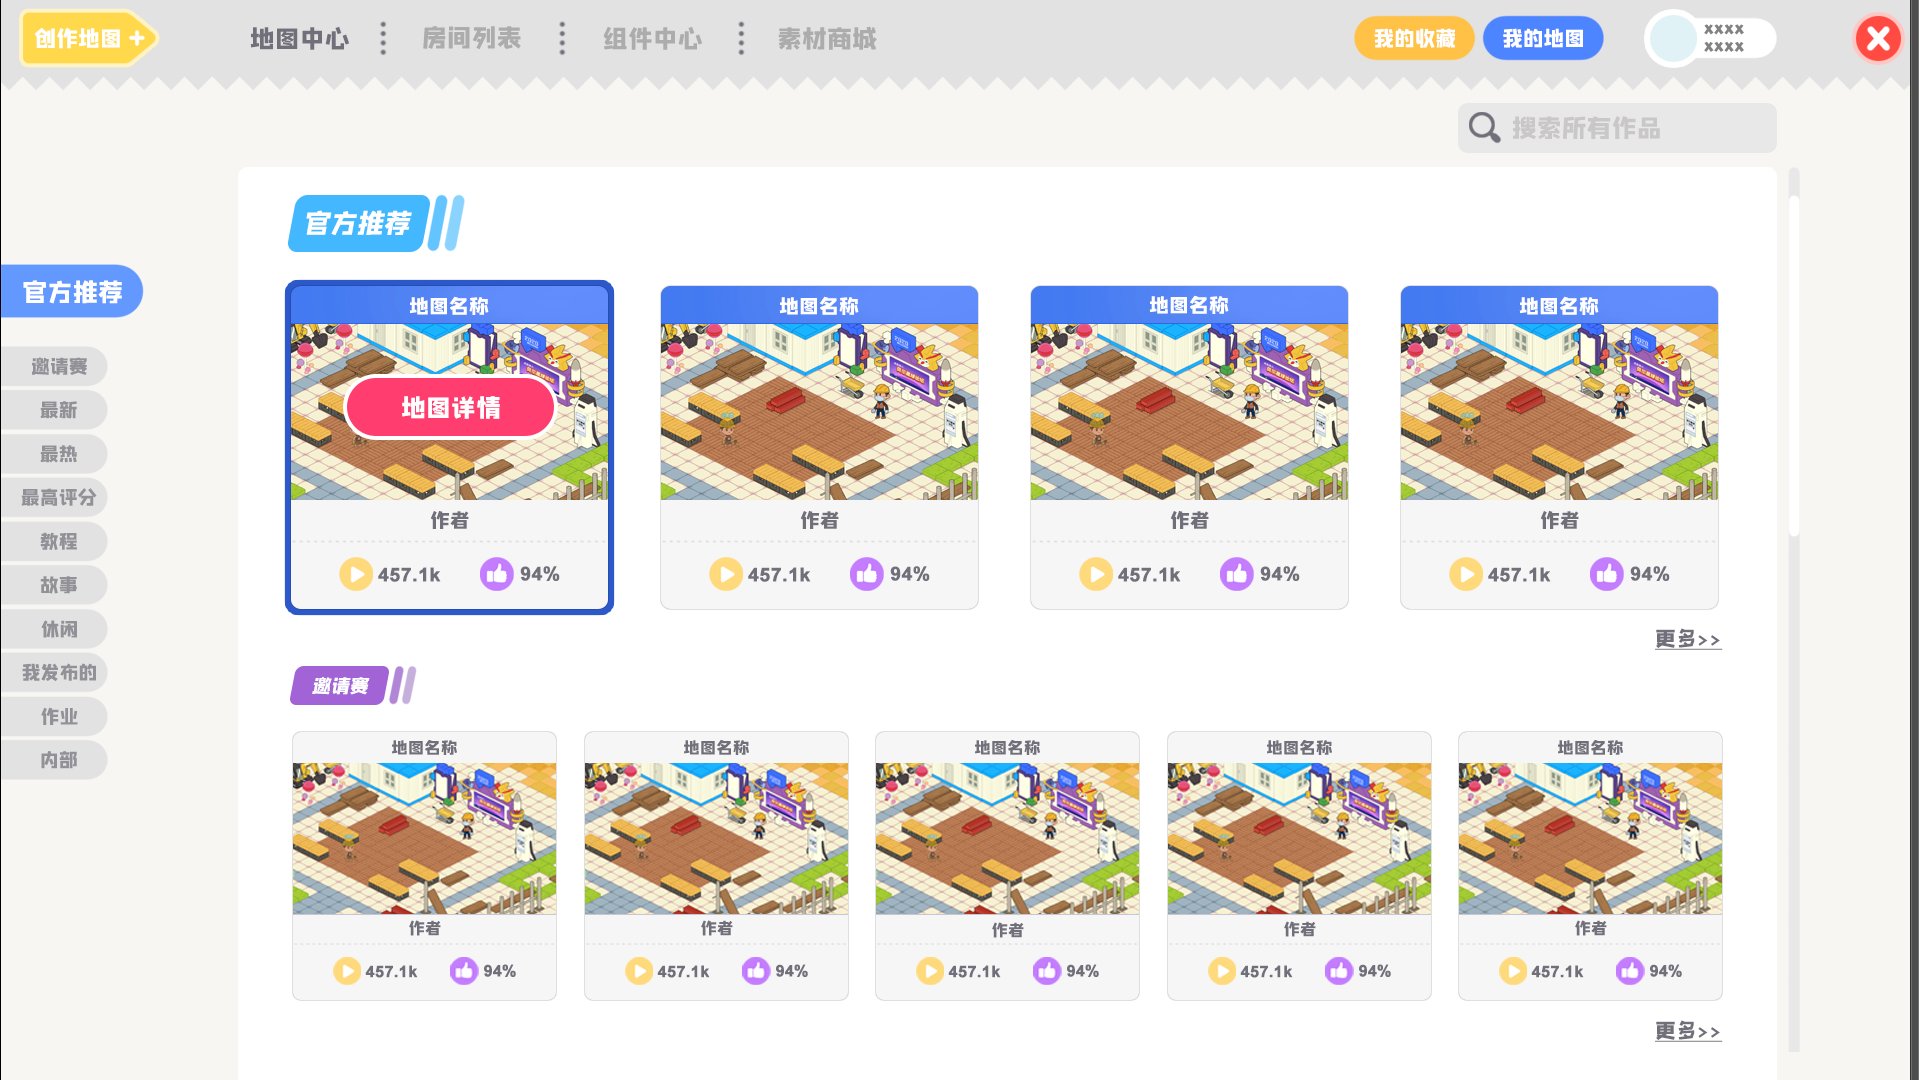 创作地图 +
地图中心
房间列表
组件中心
素材商城
我的收藏
我的地图
xxxx
xxxx
搜索所有作品
官方推荐
官方推荐
邀请赛
最新
最热
最高评分
教程
故事
休闲
我发布的
作业
内部
地图名称
地图名称
地图名称
地图名称
地图详情
作者
作者
作者
作者
457.1k
94%
457.1k
94%
457.1k
94%
457.1k
94%
更多>>
邀请赛
地图名称
地图名称
地图名称
地图名称
地图名称
作者
作者
作者
作者
作者
457.1k
94%
457.1k
94%
457.1k
94%
457.1k
94%
457.1k
94%
更多>>